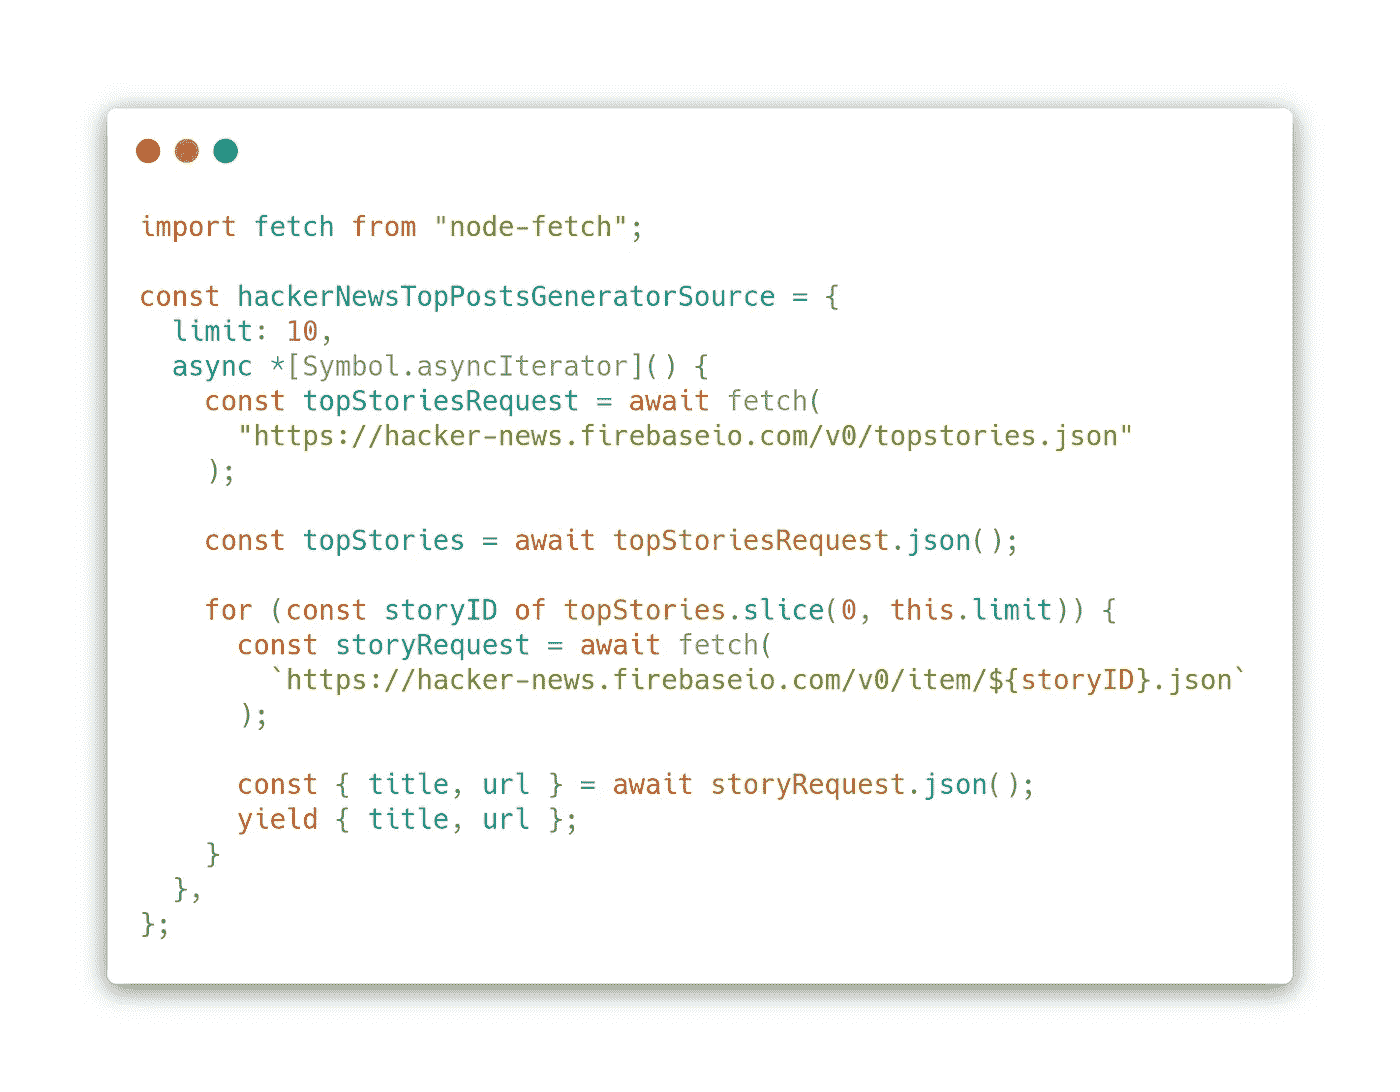 import fetch from "node-fetch";

const hackerNewsTopPostsGeneratorSource = {
  limit: 10,
  async *[Symbol.asyncIterator]() {
    const topStoriesRequest = await fetch(
      "https://hacker-news.firebaseio.com/v0/topstories.json"
    );

    const topStories = await topStoriesRequest.json();

    for (const storyID of topStories.slice(0, this.limit)) {
      const storyRequest = await fetch(
        `https://hacker-news.firebaseio.com/v0/item/${storyID}.json`
      );

      const { title, url } = await storyRequest.json();
      yield { title, url };
    }
  },
};